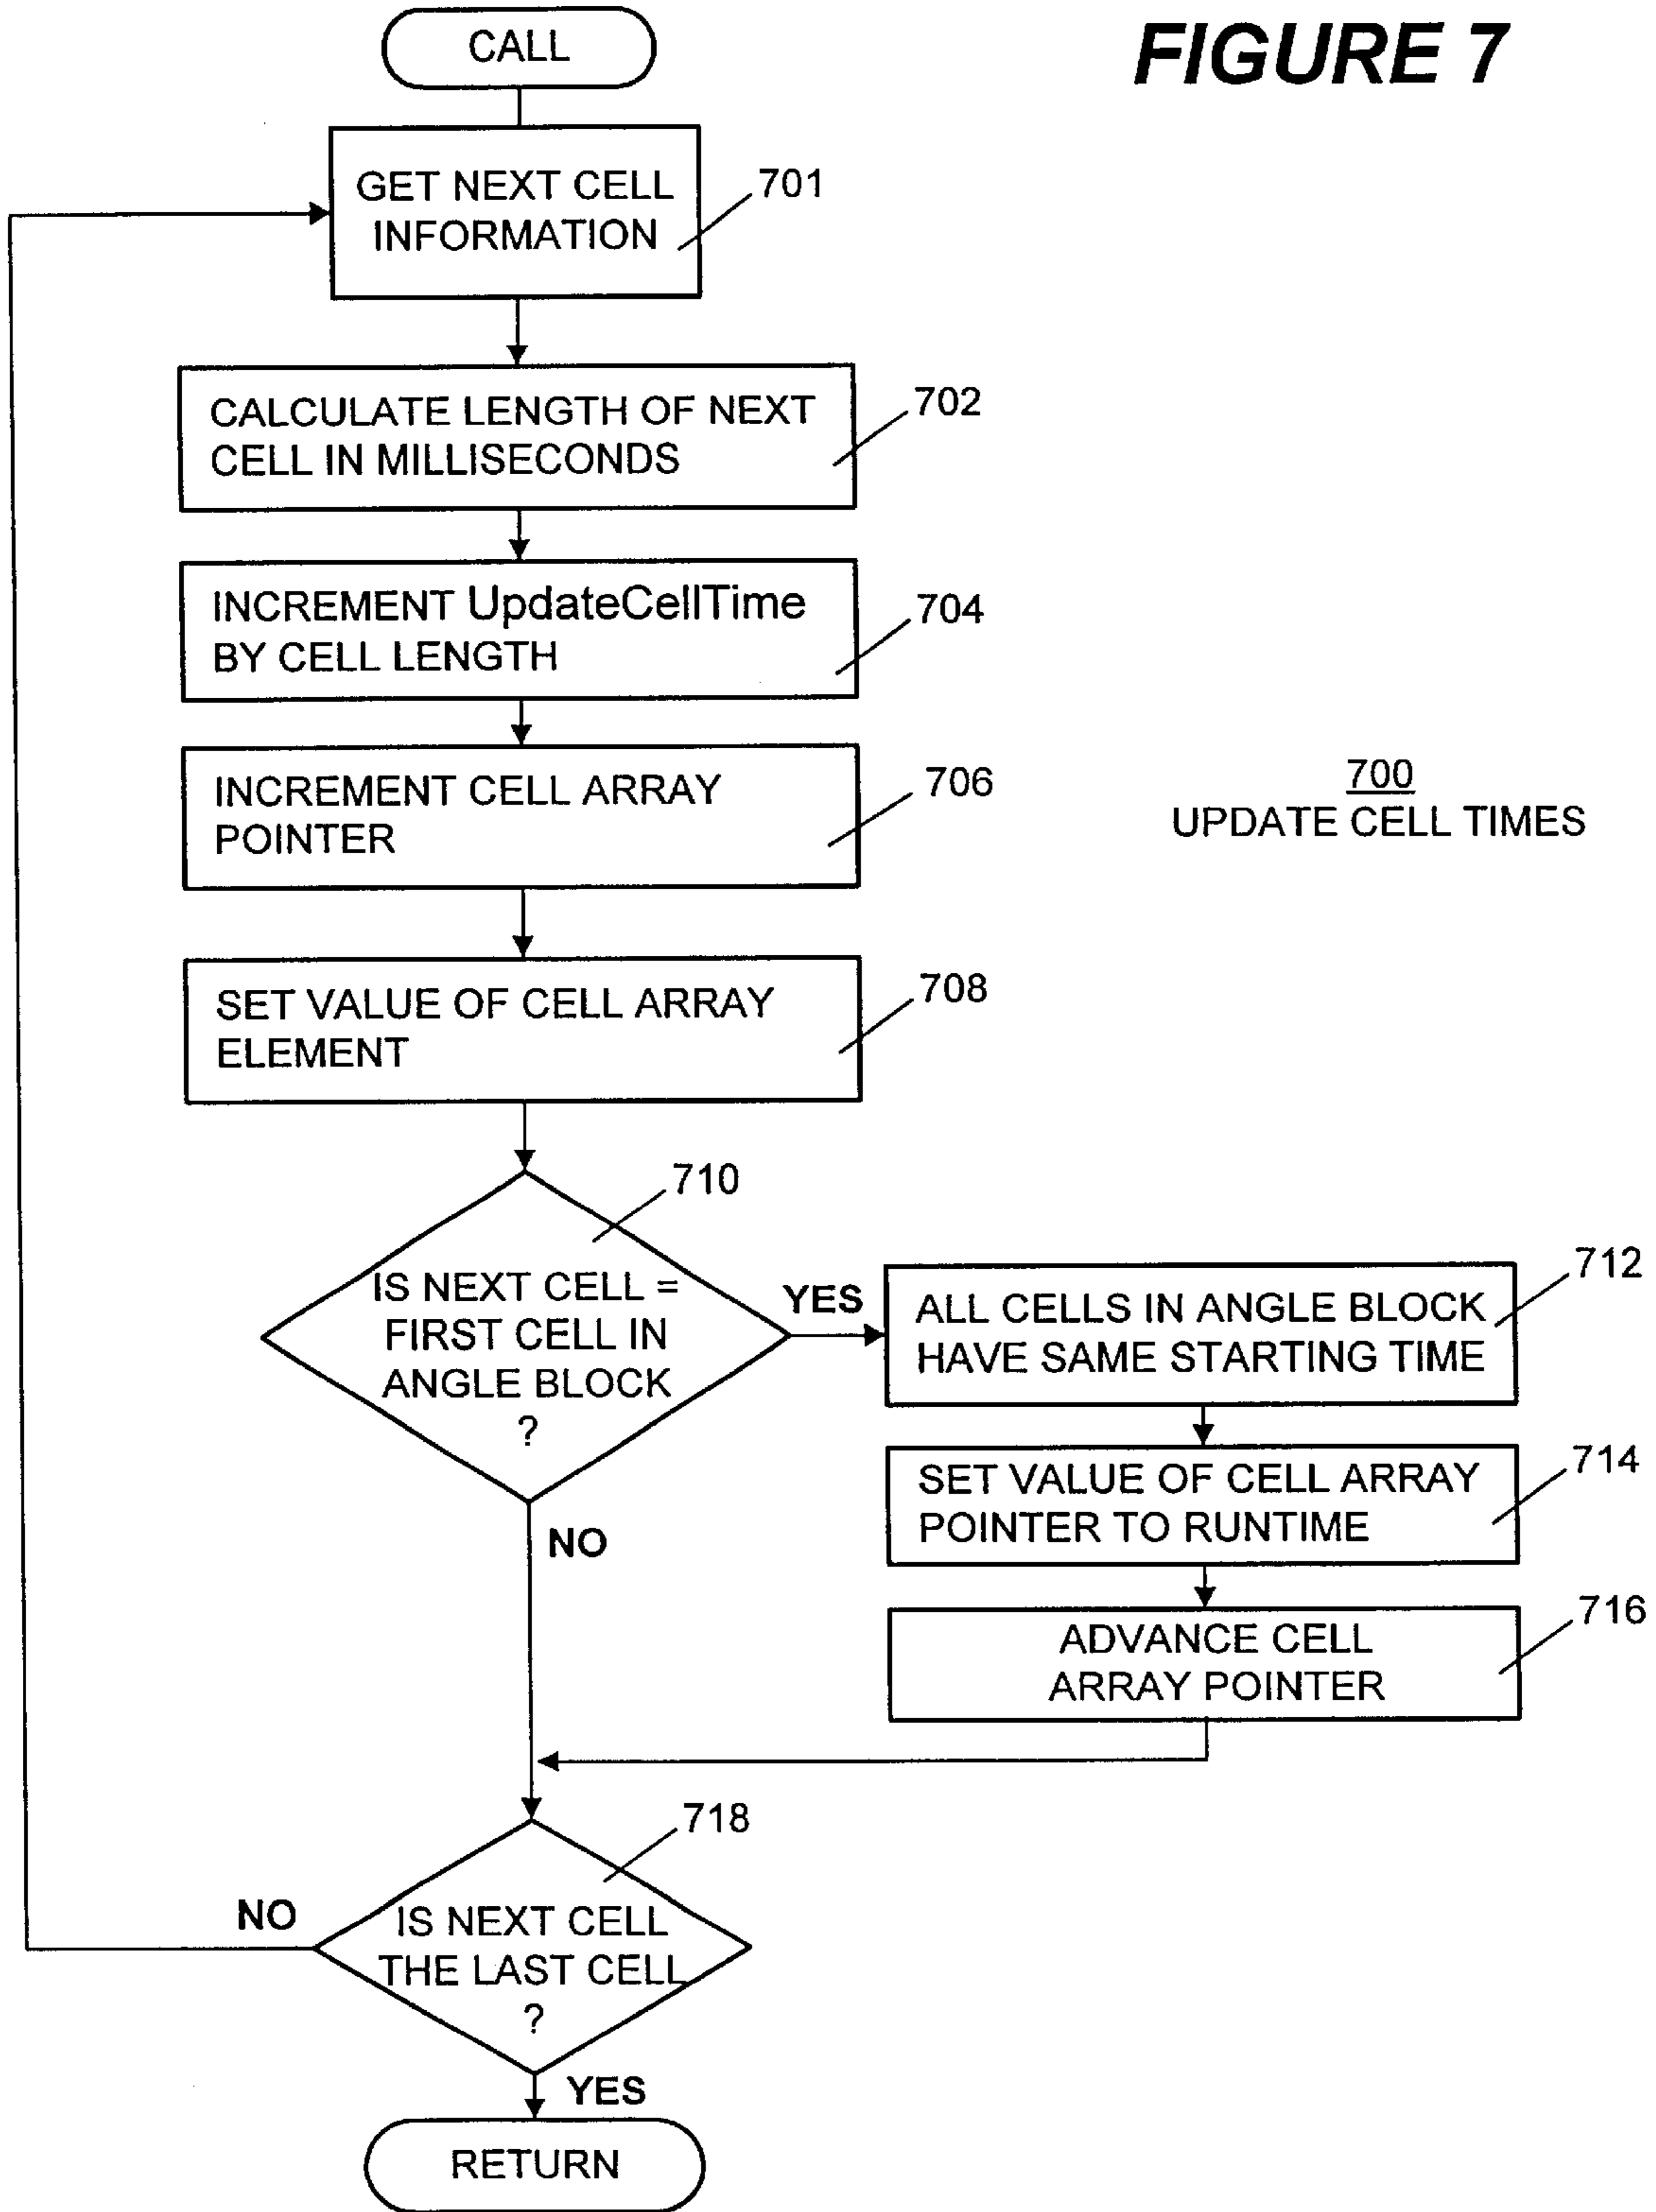 FIGURE 7
CALL
GET NEXT CELL
INFORMATION
701
CALCULATE LENGTH OF NEXT
CELL IN MILLISECONDS
702
INCREMENT UpdateCellTime
BY CELL LENGTH
704
INCREMENT CELL ARRAY
POINTER
706
700
UPDATE CELL TIMES
SET VALUE OF CELL ARRAY
ELEMENT
708
710
IS NEXT CELL =
FIRST CELL IN
ANGLE BLOCK
?
YES
ALL CELLS IN ANGLE BLOCK
HAVE SAME STARTING TIME
712
SET VALUE OF CELL ARRAY
POINTER TO RUNTIME
714
NO
ADVANCE CELL
ARRAY POINTER
716
718
IS NEXT CELL
THE LAST CELL
?
NO
YES
RETURN